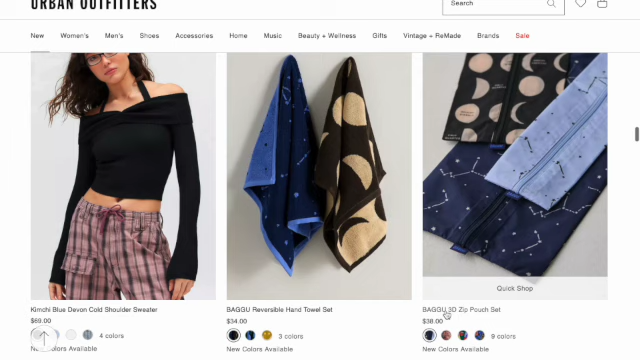 URBAN OUTFITTERS
Search
New Women's Men's Shoes Accessories Home Music Beauty + Wellness Gifts Vintage + ReMade Brands Sale
Quick Shop
Kimchi Blue Devon Cold Shoulder Sweater
$69.00
4 colors
New Colors Available
BAGGU Reversible Hand Towel Set
$34.00
3 colors
New Colors Available
BAGGU 3D Zip Pouch Set
$38.00
9 colors
New Colors Available